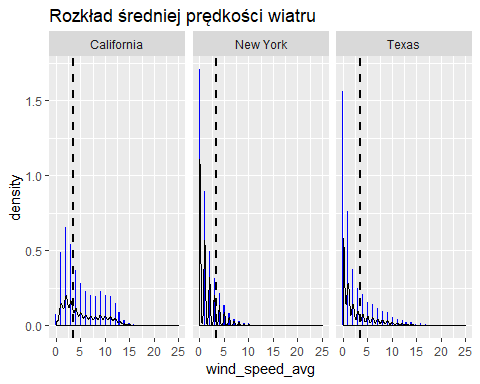 Rozkład średniej prędkości wiatru
California New York Texas
1.5
1.0
0.5
0.0
density
0 5 10 15 20 25 0 5 10 15 20 25 0 5 10 15 20 25
wind_speed_avg